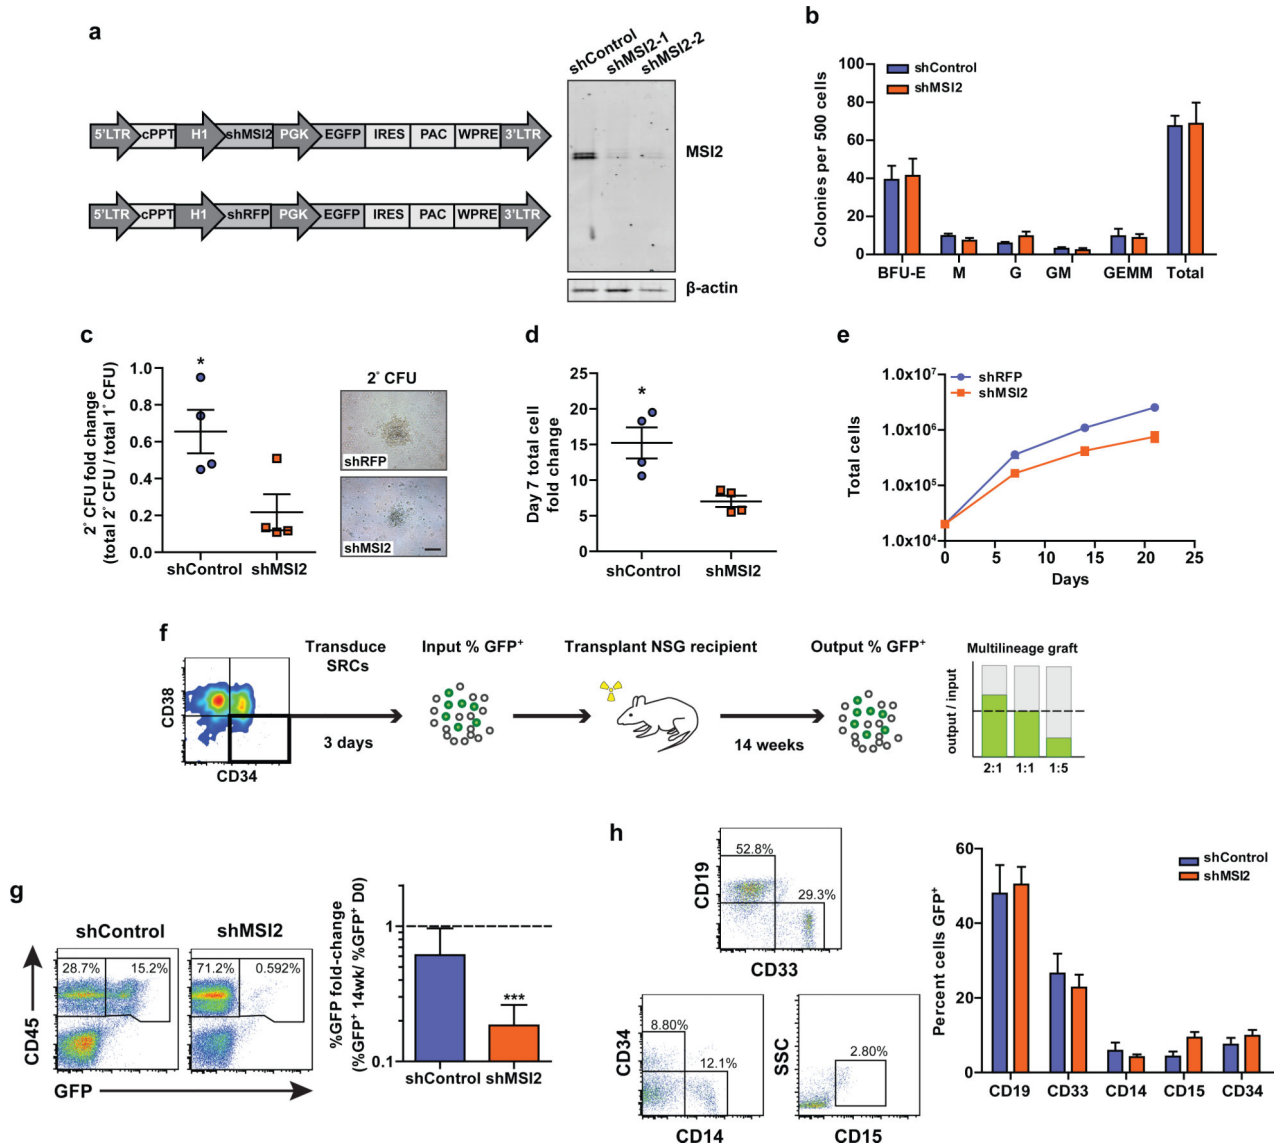 a
5'LTR cPPT H1 shMSI2 PGK EGFP IRES PAC WPRE 3'LTR
5'LTR cPPT H1 shRFP PGK EGFP IRES PAC WPRE 3'LTR
shControl
shMSI2-1
shMSI2-2
MSI2
β-actin
b
Colonies per 500 cells
100
80
60
40
20
0
shControl
shMSI2
BFU-E M G GM GEMM Total
c
2° CFU fold change
(total 2° CFU / total 1° CFU)
1.0
0.8
0.6
0.4
0.2
0.0
*
shControl shMSI2
2° CFU
shRFP
shMSI2
d
Day 7 total cell
fold change
25
20
15
10
5
0
*
shControl shMSI2
e
Total cells
1.0x10⁷
1.0x10⁶
1.0x10⁵
1.0x10⁴
shRFP
shMSI2
0 5 10 15 20 25
Days
f
CD38
CD34
Transduce
SRCs
3 days
Input % GFP⁺
Transplant NSG recipient
14 weeks
Output % GFP⁺
Multilineage graft
output / input
2:1 1:1 1:5
g
shControl shMSI2
28.7% 15.2% 71.2% 0.592%
CD45
GFP
%GFP fold-change
(%GFP⁺ 14wk/ %GFP⁺ D0)
1
0.1
***
shControl shMSI2
h
52.8%
29.3%
CD19
CD33
8.80%
12.1%
CD34
CD14
2.80%
SSC
CD15
Percent cells GFP⁺
60
40
20
0
shControl
shMSI2
CD19 CD33 CD14 CD15 CD34